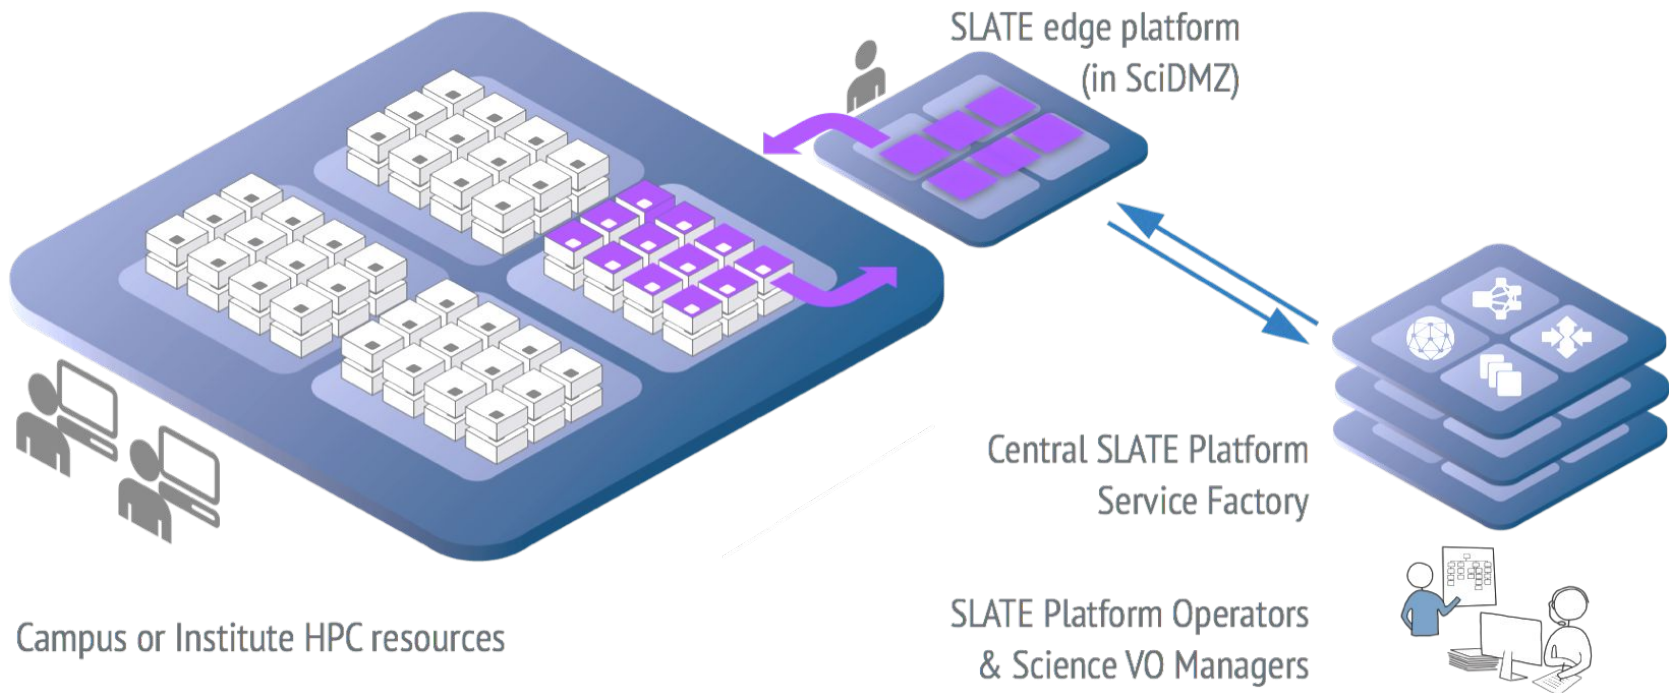 SLATE edge platform
(in SciDMZ)
Central SLATE Platform
Service Factory
Campus or Institute HPC resources
SLATE Platform Operators
& Science VO Managers